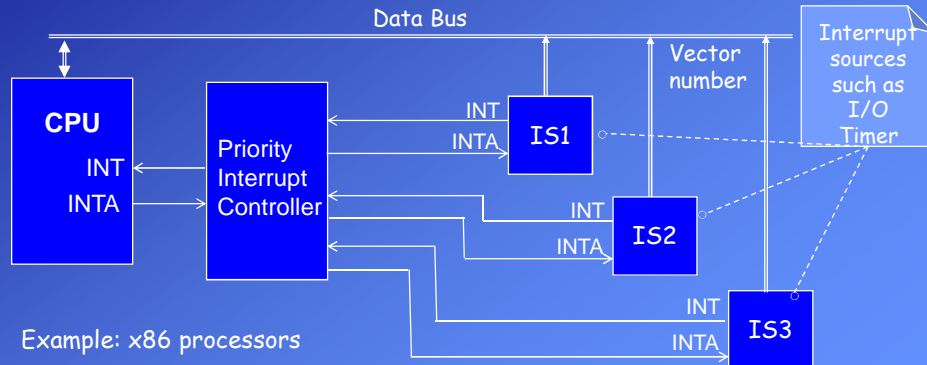 Data Bus
Interrupt
sources
such as
I/O
Timer
Vector
number
CPU
INT
INTA
Priority
Interrupt
Controller
INT
INTA
IS1
INT
INTA
IS2
INT
INTA
IS3
Example: x86 processors